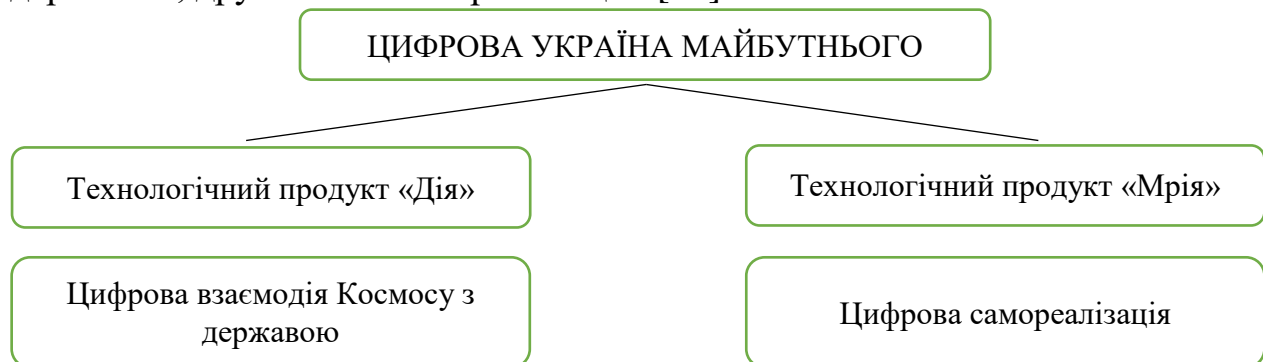 ЦИФРОВА УКРАЇНА МАЙБУТНЬОГО
Технологічний продукт «Дія»
Технологічний продукт «Мрія»
Цифрова взаємодія Космосу з
державою
Цифрова самореалізація